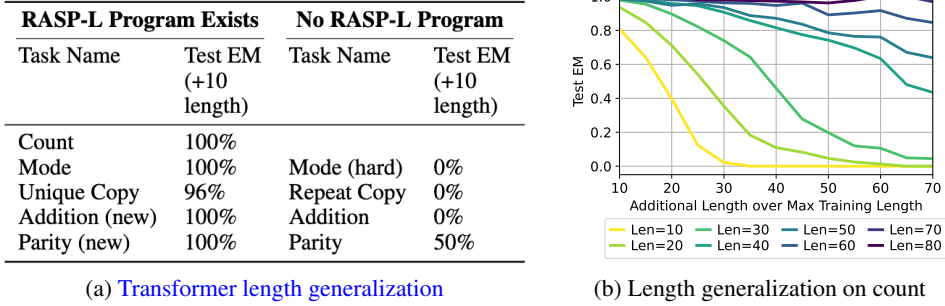 RASP-L Program Exists No RASP-L Program
Task Name Test EM Task Name Test EM
(+10 (+10
length) length)
Count 100%
Mode 100% Mode (hard) 0%
Unique Copy 96% Repeat Copy 0%
Addition (new) 100% Addition 0%
Parity (new) 100% Parity 50%
(a) Transformer length generalization
Test EM
0.8
0.6
0.4
0.2
0.0
10 20 30 40 50 60 70
Additional Length over Max Training Length
Len=10 Len=30 Len=50 Len=70
Len=20 Len=40 Len=60 Len=80
(b) Length generalization on count